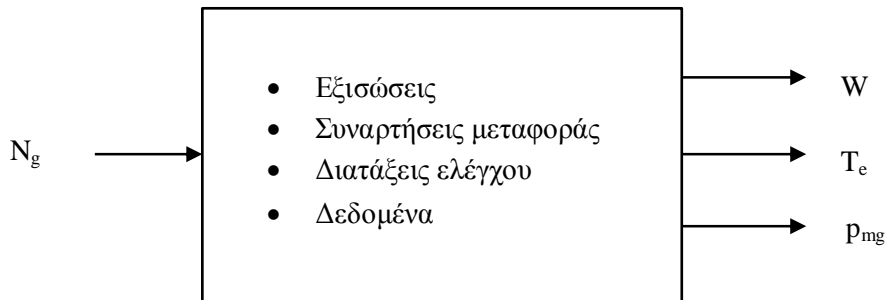 N_g
• Εξισώσεις
• Συναρτήσεις μεταφοράς
• Διατάξεις ελέγχου
• Δεδομένα
W
T_e
p_mg